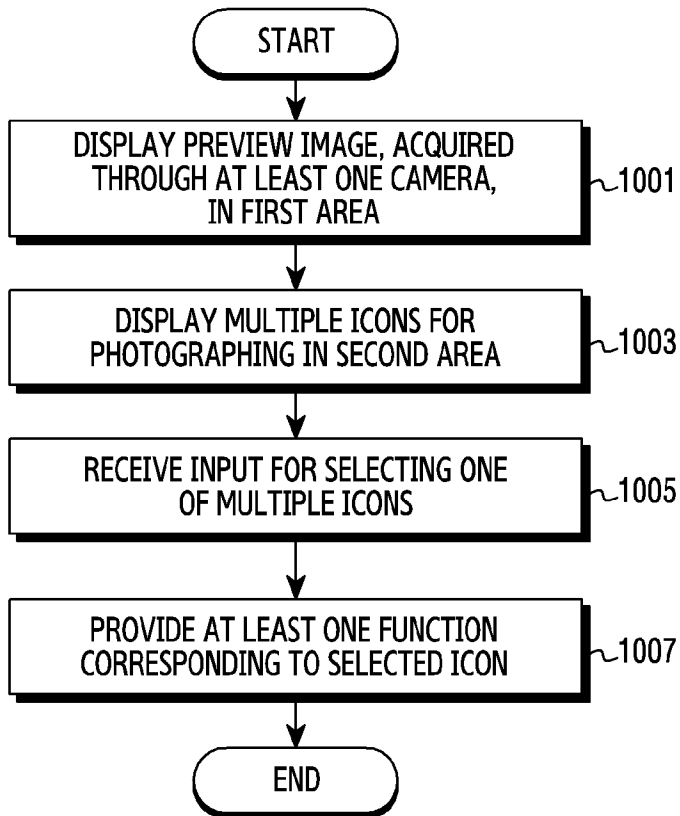 START
DISPLAY PREVIEW IMAGE, ACQUIRED
THROUGH AT LEAST ONE CAMERA,
IN FIRST AREA
1001
DISPLAY MULTIPLE ICONS FOR
PHOTOGRAPHING IN SECOND AREA
1003
RECEIVE INPUT FOR SELECTING ONE
OF MULTIPLE ICONS
1005
PROVIDE AT LEAST ONE FUNCTION
CORRESPONDING TO SELECTED ICON
1007
END